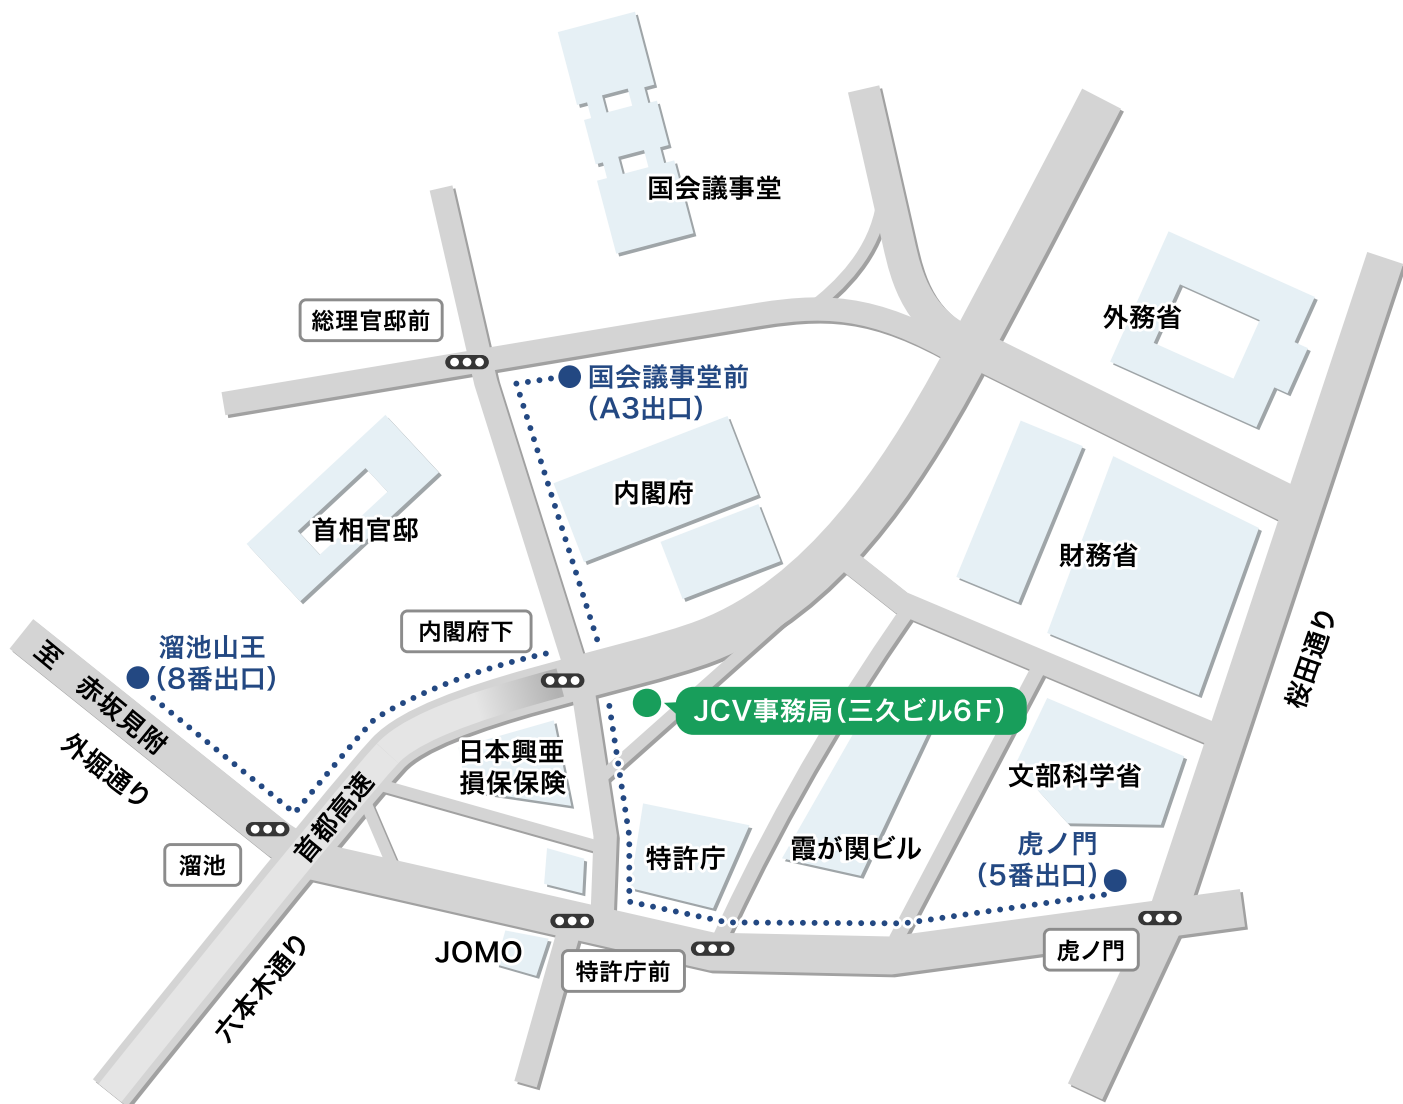 国会議事堂
総理官邸前
外務省
国会議事堂前
（A3出口）
内閣府
首相官邸
財務省
内閣府下
溜池山王
（8番出口）
至 赤坂見附
外堀通り
桜田通り
JCV事務局（三久ビル6F）
日本興亜
損保保険
文部科学省
首都高速
溜池
特許庁
霞が関ビル
虎ノ門
（5番出口）
JOMO
特許庁前
虎ノ門
六本木通り